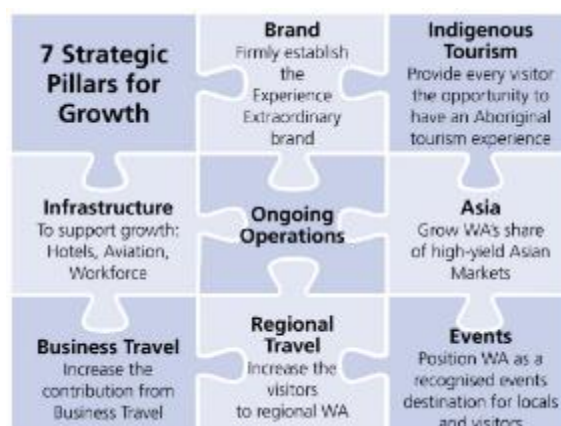 7 Strategic
Pillars for
Growth
Brand
Firmly establish
the
Experience
Extraordinary
brand
Indigenous
Tourism
Provide every visitor
the opportunity to
have an Aboriginal
tourism experience
Infrastructure
To support growth:
Hotels, Aviation,
Workforce
Ongoing
Operations
Asia
Grow WA's share
of high-yield Asian
Markets
Business Travel
Increase the
contribution from
Business Travel
Regional
Travel
Increase the
visitors
to regional WA
Events
Position WA as a
recognised events
destination for locals
and visitors